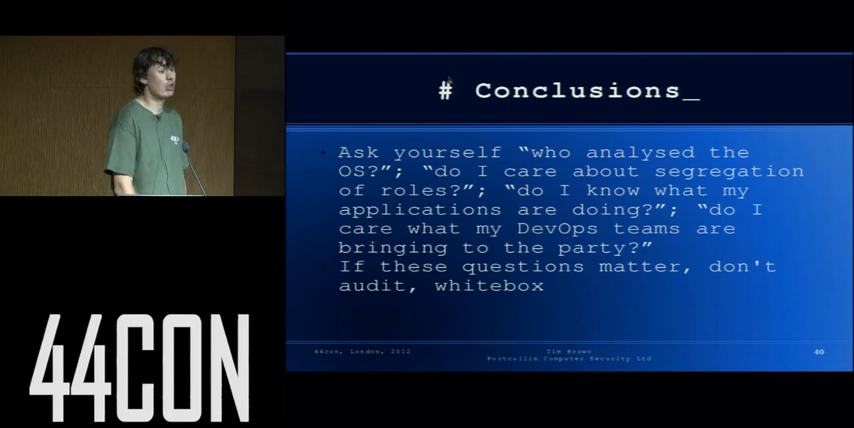 # Conclusions_
• Ask yourself “who analysed the
OS?”; “do I care about segregation
of roles?”; “do I know what my
applications are doing?”; “do I
care what my DevOps teams are
bringing to the party?”
• If these questions matter, don't
audit, whitebox
44con, London, 2012
Tim Brown
Portcullis Computer Security Ltd
40
44CON